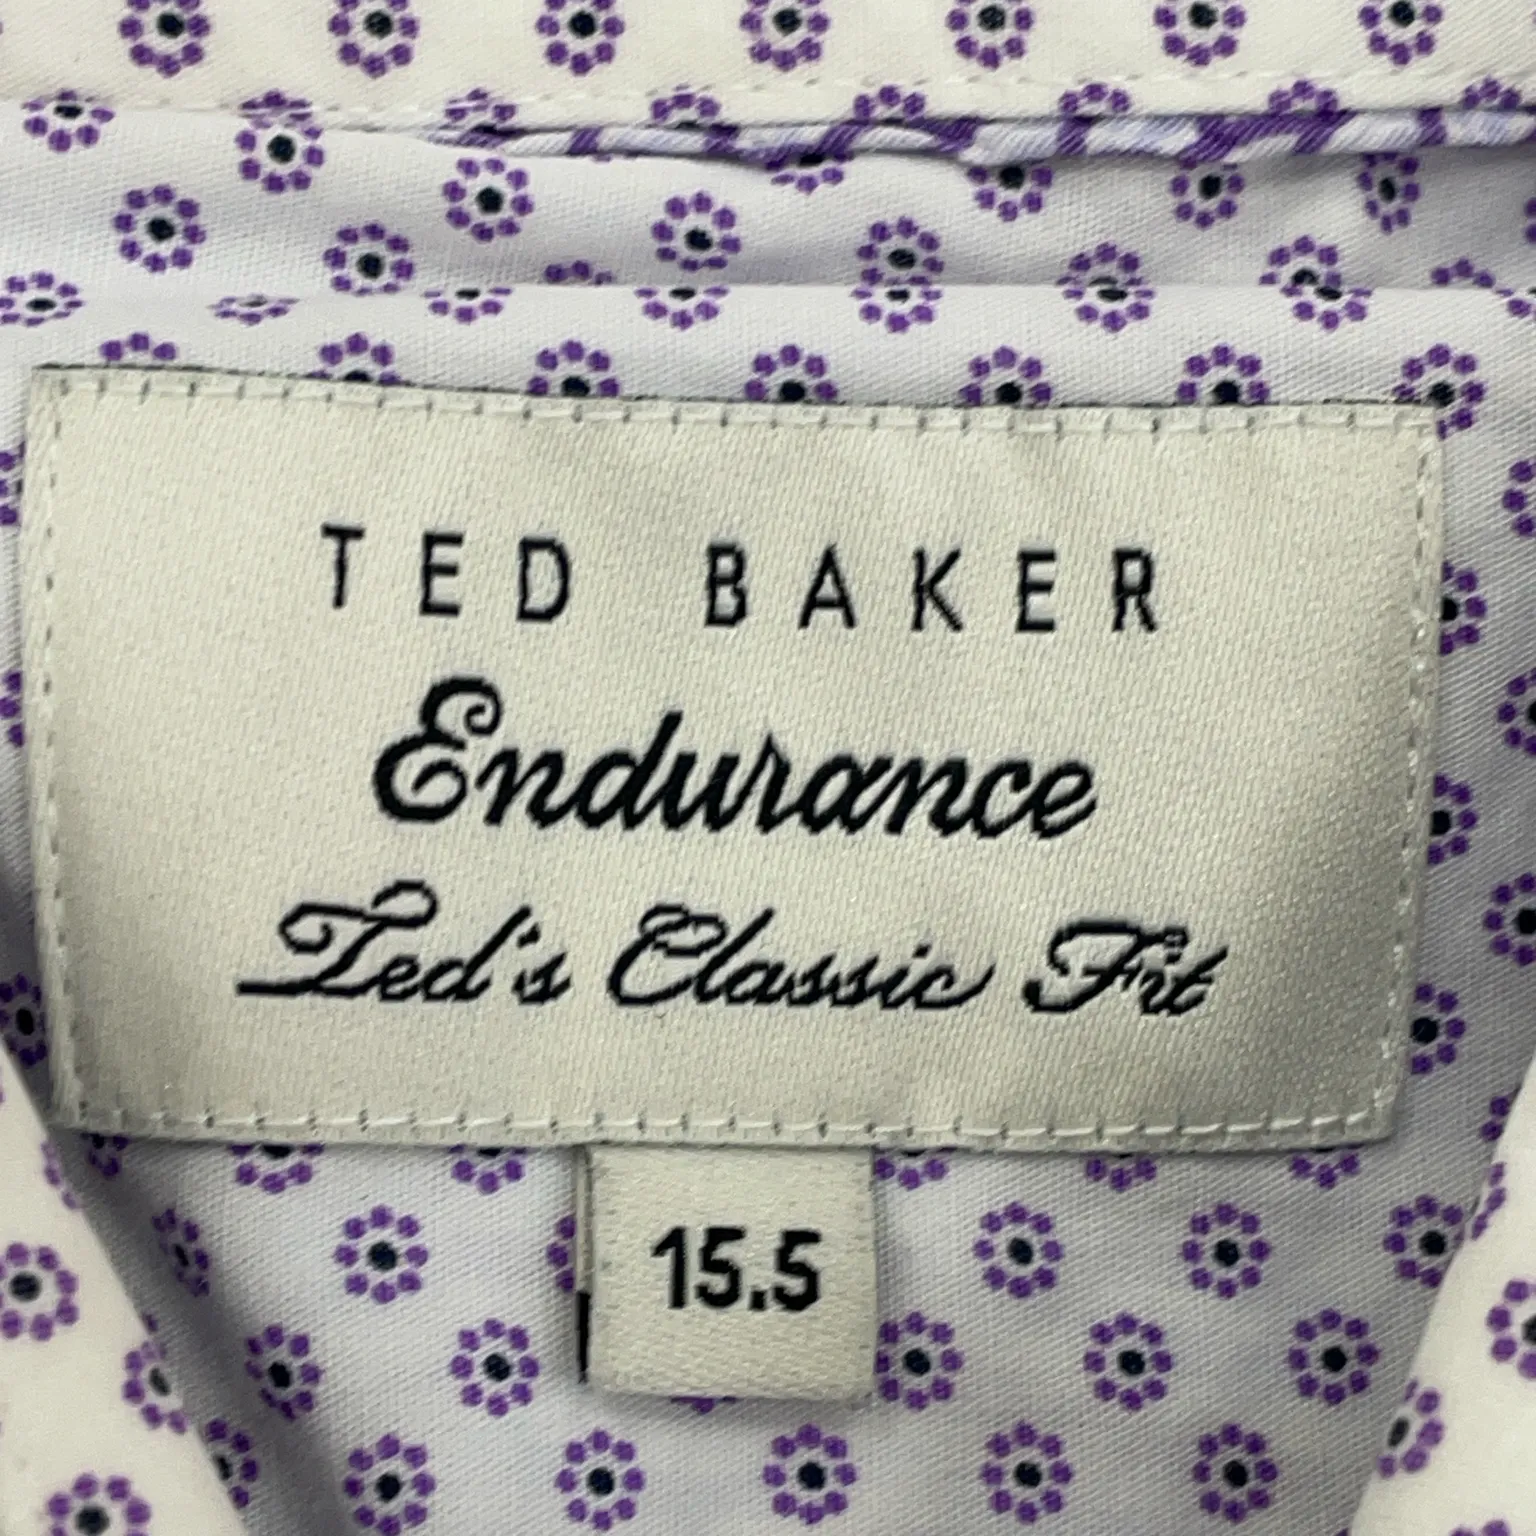 TED BAKER
Endurance
Ted's Classic Fit
15.5